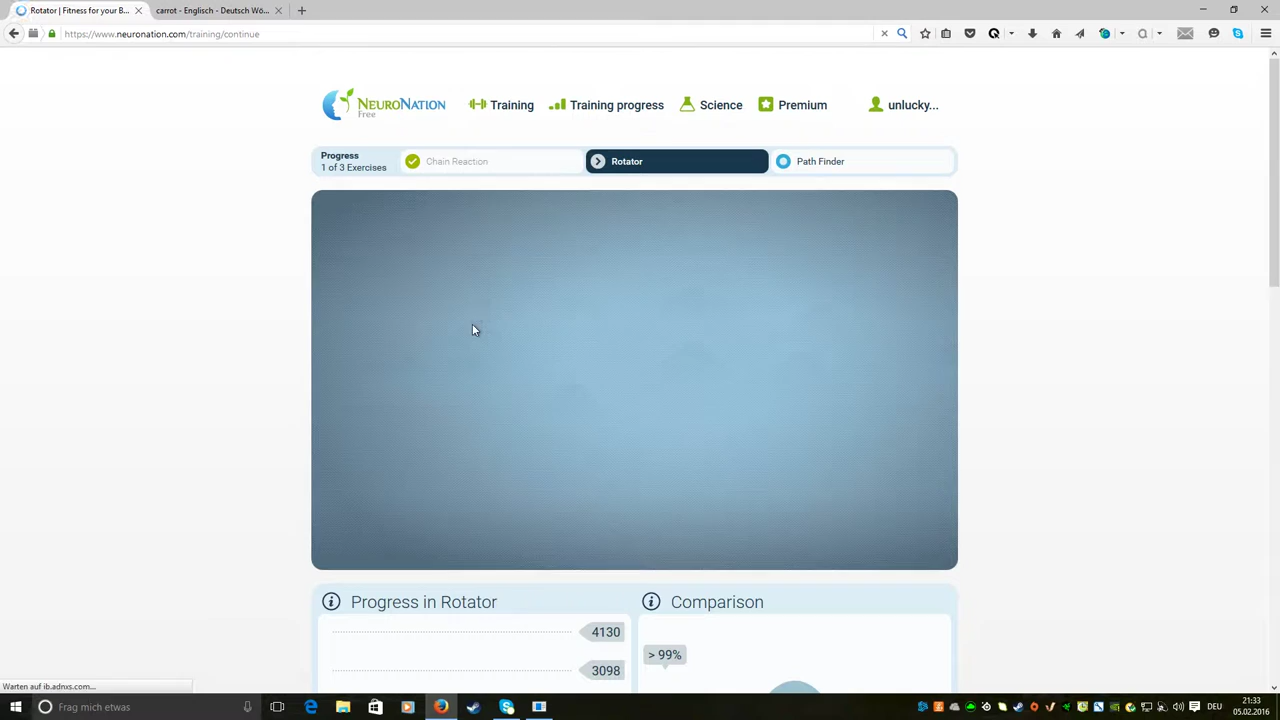 Rotator | Fitness for your B...
carrot - Englisch - Deutsch Wö...
https://www.neuronation.com/training/continue
NEURONATION
Free
Training
Training progress
Science
Premium
unlucky...
Progress
1 of 3 Exercises
Chain Reaction
Rotator
Path Finder
Progress in Rotator
Comparison
4130
> 99%
3098
Warten auf ib.adnxs.com...
Frag mich etwas
DEU
21:33
05.02.2016